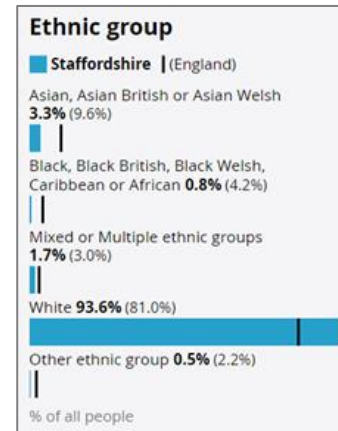 Ethnic group
Staffordshire (England)
Asian, Asian British or Asian Welsh
3.3% (9.6%)
Black, Black British, Black Welsh,
Caribbean or African 0.8% (4.2%)
Mixed or Multiple ethnic groups
1.7% (3.0%)
White 93.6% (81.0%)
Other ethnic group 0.5% (2.2%)
% of all people